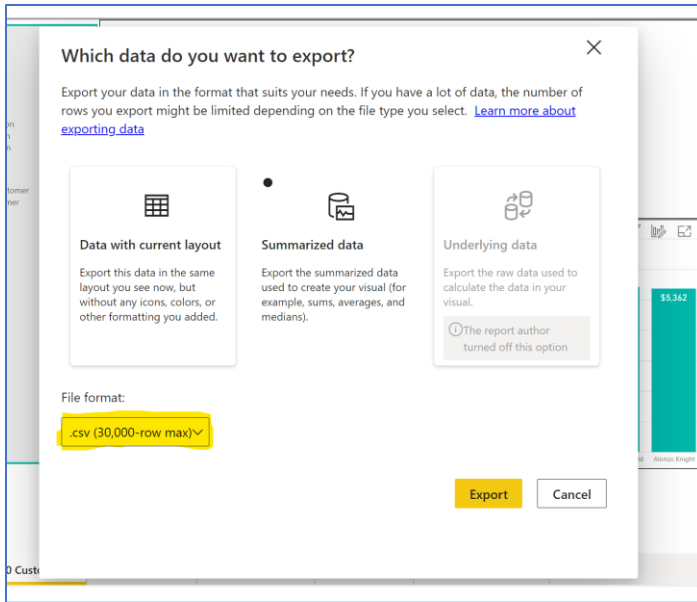 Which data do you want to export?
Export your data in the format that suits your needs. If you have a lot of data, the number of
rows you export might be limited depending on the file type you select. Learn more about
exporting data
Data with current layout
Export this data in the same
layout you see now, but
without any icons, colors, or
other formatting you added.
Summarized data
Export the summarized data
used to create your visual (for
example, sums, averages, and
medians).
Underlying data
Export the raw data used to
calculate the data in your
visual.
The report author
turned off this option
File format:
.csv (30,000-row max)
Export
Cancel
on
n
m
tomer
mer
$5,362
ld
Alonzo Knight
0 Custo